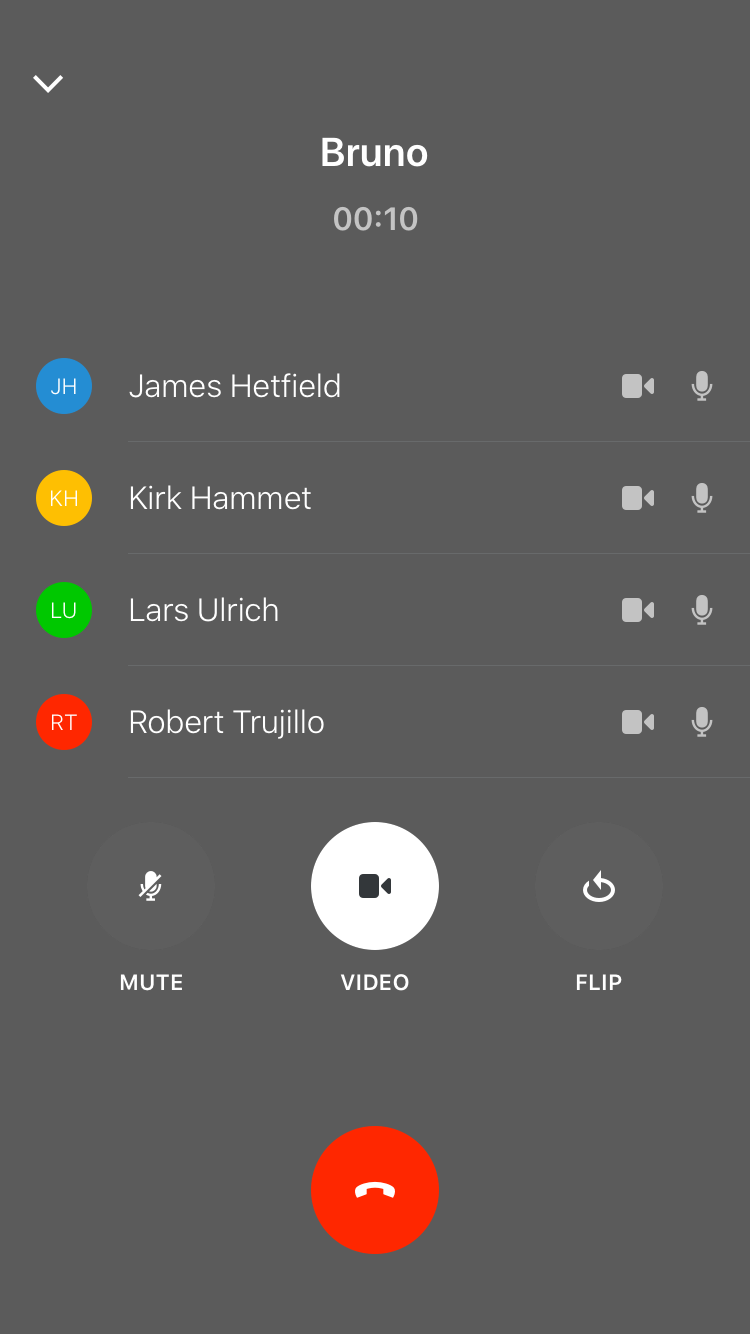 Bruno
00:10
JH James Hetfield
KH Kirk Hammet
LU Lars Ulrich
RT Robert Trujillo
MUTE VIDEO FLIP